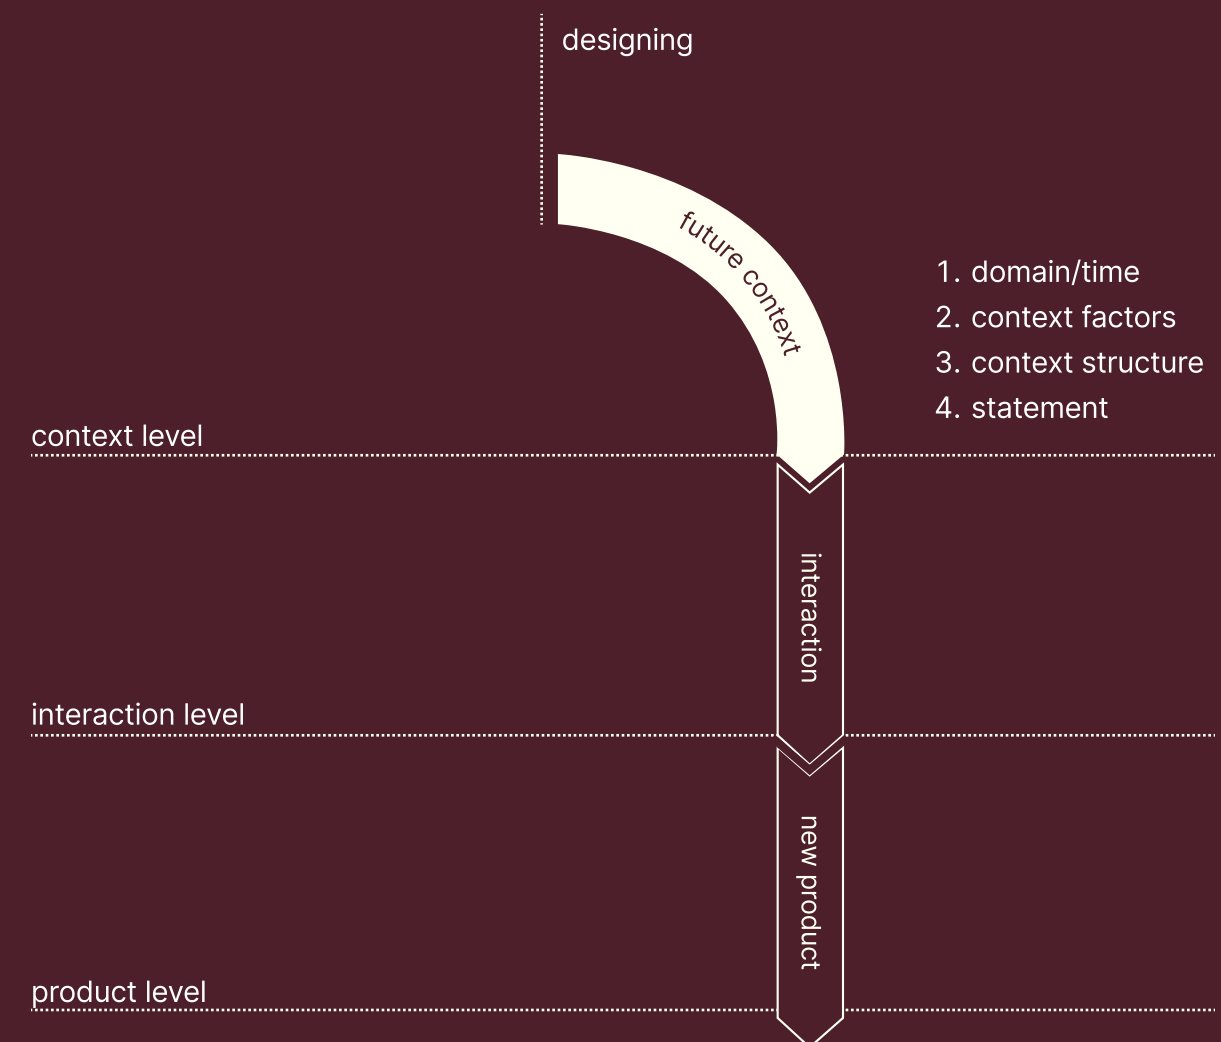 designing
future context
1. domain/time
2. context factors
3. context structure
4. statement
context level
interaction
interaction level
new product
product level